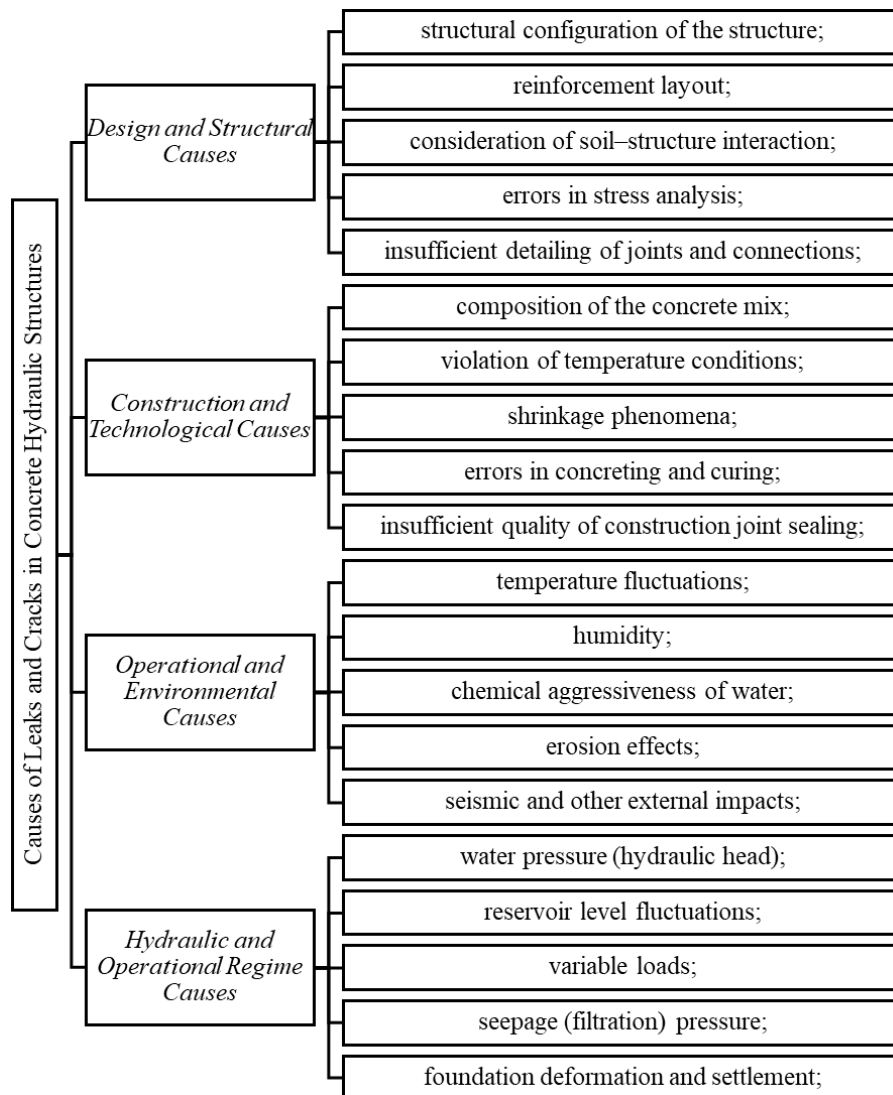 Causes of Leaks and Cracks in Concrete Hydraulic Structures
Design and Structural
Causes
structural configuration of the structure;
reinforcement layout;
consideration of soil–structure interaction;
errors in stress analysis;
insufficient detailing of joints and connections;
Construction and
Technological Causes
composition of the concrete mix;
violation of temperature conditions;
shrinkage phenomena;
errors in concreting and curing;
insufficient quality of construction joint sealing;
Operational and
Environmental
Causes
temperature fluctuations;
humidity;
chemical aggressiveness of water;
erosion effects;
seismic and other external impacts;
Hydraulic and
Operational Regime
Causes
water pressure (hydraulic head);
reservoir level fluctuations;
variable loads;
seepage (filtration) pressure;
foundation deformation and settlement;